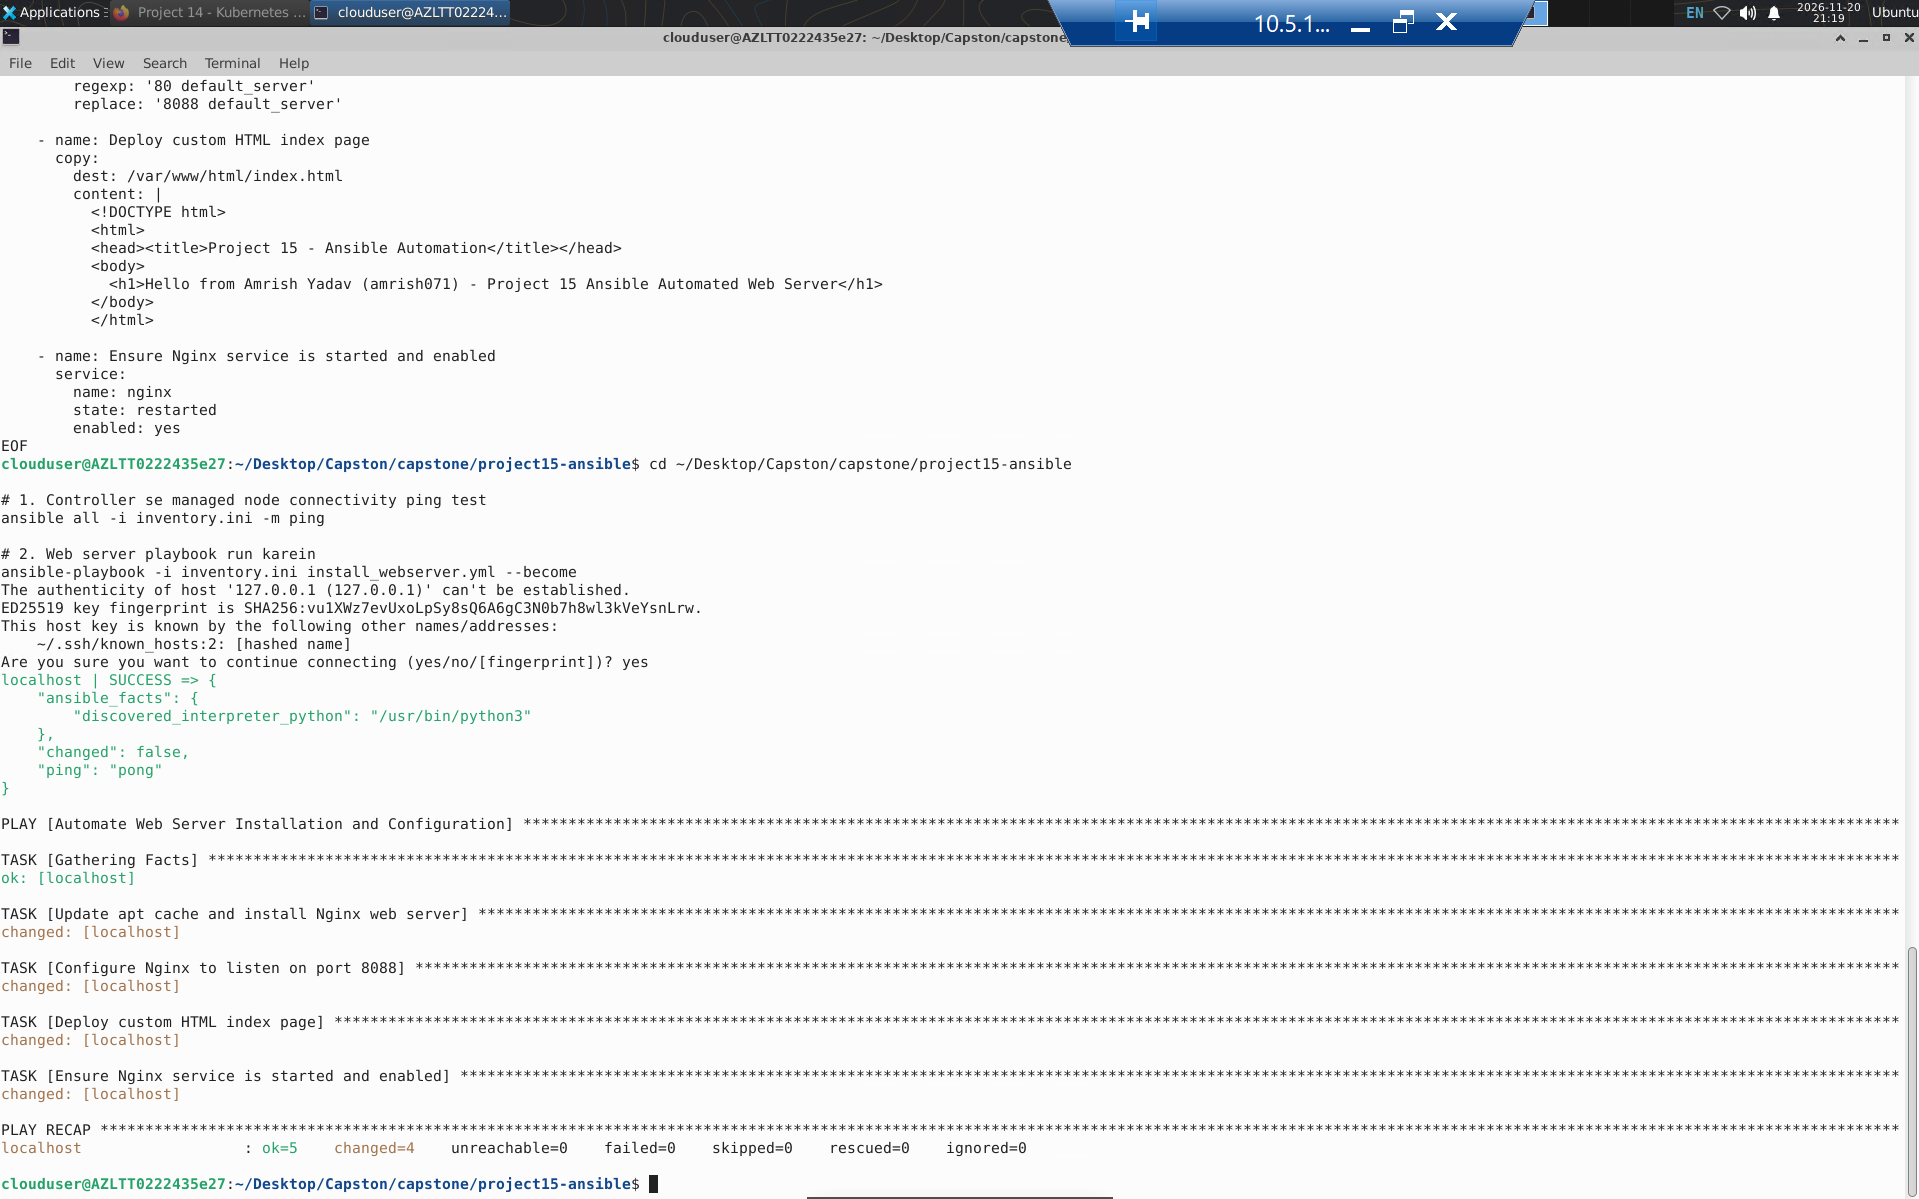 Applications
Project 14 - Kubernetes ...
clouduser@AZLTT02224...
10.5.1...
EN
2026-11-20
21:19
Ubuntu
clouduser@AZLTT0222435e27: ~/Desktop/Capston/capstone
File Edit View Search Terminal Help
        regexp: '80 default_server'
        replace: '8088 default_server'
    - name: Deploy custom HTML index page
      copy:
        dest: /var/www/html/index.html
        content: |
          <!DOCTYPE html>
          <html>
          <head><title>Project 15 - Ansible Automation</title></head>
          <body>
            <h1>Hello from Amrish Yadav (amrish071) - Project 15 Ansible Automated Web Server</h1>
          </body>
          </html>
    - name: Ensure Nginx service is started and enabled
      service:
        name: nginx
        state: restarted
        enabled: yes
EOF
clouduser@AZLTT0222435e27:~/Desktop/Capston/capstone/project15-ansible$ cd ~/Desktop/Capston/capstone/project15-ansible
# 1. Controller se managed node connectivity ping test
ansible all -i inventory.ini -m ping
# 2. Web server playbook run karein
ansible-playbook -i inventory.ini install_webserver.yml --become
The authenticity of host '127.0.0.1 (127.0.0.1)' can't be established.
ED25519 key fingerprint is SHA256:vu1XWz7evUxoLpSy8sQ6A6gC3N0b7h8wl3kVeYsnLrw.
This host key is known by the following other names/addresses:
    ~/.ssh/known_hosts:2: [hashed name]
Are you sure you want to continue connecting (yes/no/[fingerprint])? yes
localhost | SUCCESS => {
    "ansible_facts": {
        "discovered_interpreter_python": "/usr/bin/python3"
    },
    "changed": false,
    "ping": "pong"
}
PLAY [Automate Web Server Installation and Configuration] *********************************************************************************************************************************************************
TASK [Gathering Facts] ********************************************************************************************************************************************************************************************
ok: [localhost]
TASK [Update apt cache and install Nginx web server] **************************************************************************************************************************************************************
changed: [localhost]
TASK [Configure Nginx to listen on port 8088] *********************************************************************************************************************************************************************
changed: [localhost]
TASK [Deploy custom HTML index page] ******************************************************************************************************************************************************************************
changed: [localhost]
TASK [Ensure Nginx service is started and enabled] ****************************************************************************************************************************************************************
changed: [localhost]
PLAY RECAP ********************************************************************************************************************************************************************************************************
localhost                  : ok=5    changed=4    unreachable=0    failed=0    skipped=0    rescued=0    ignored=0
clouduser@AZLTT0222435e27:~/Desktop/Capston/capstone/project15-ansible$